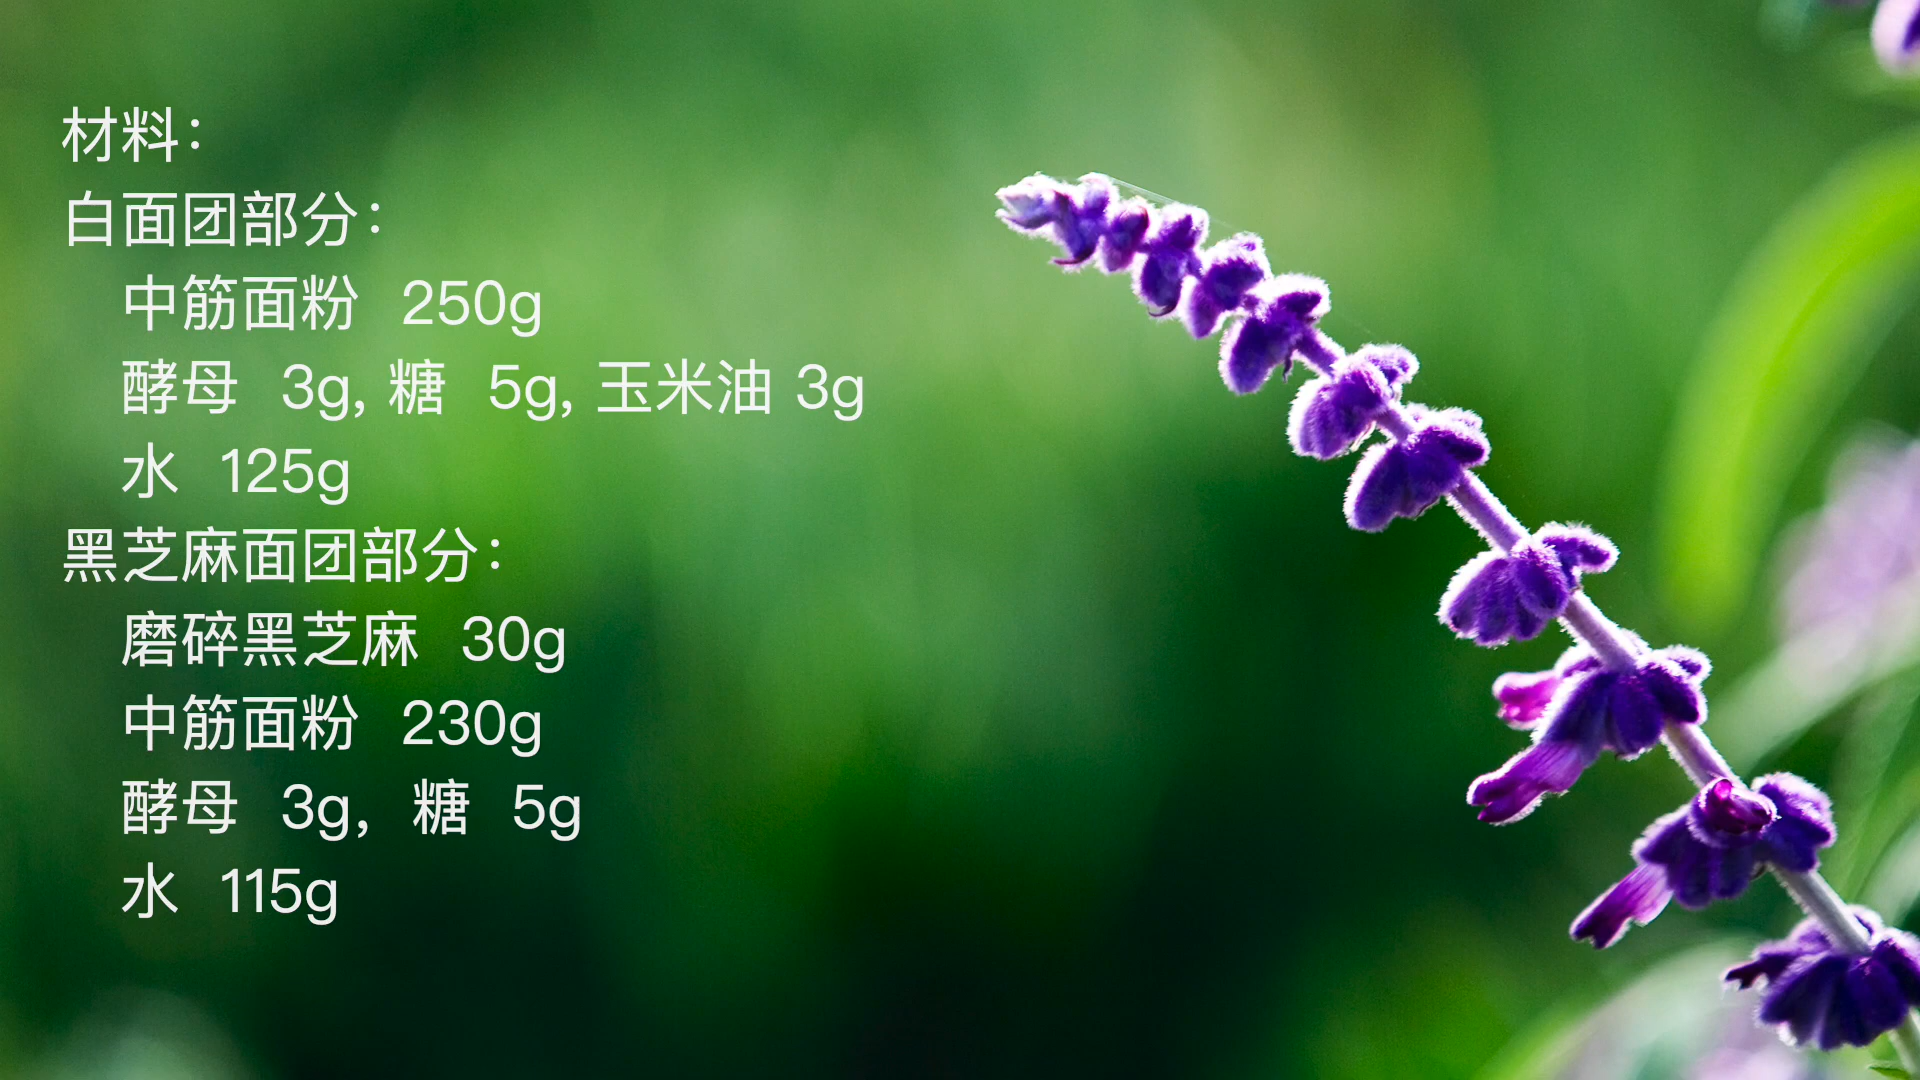 材料：
白面团部分：
中筋面粉 250g
酵母 3g, 糖 5g, 玉米油 3g
水 125g
黑芝麻面团部分：
磨碎黑芝麻 30g
中筋面粉 230g
酵母 3g，糖 5g
水 115g